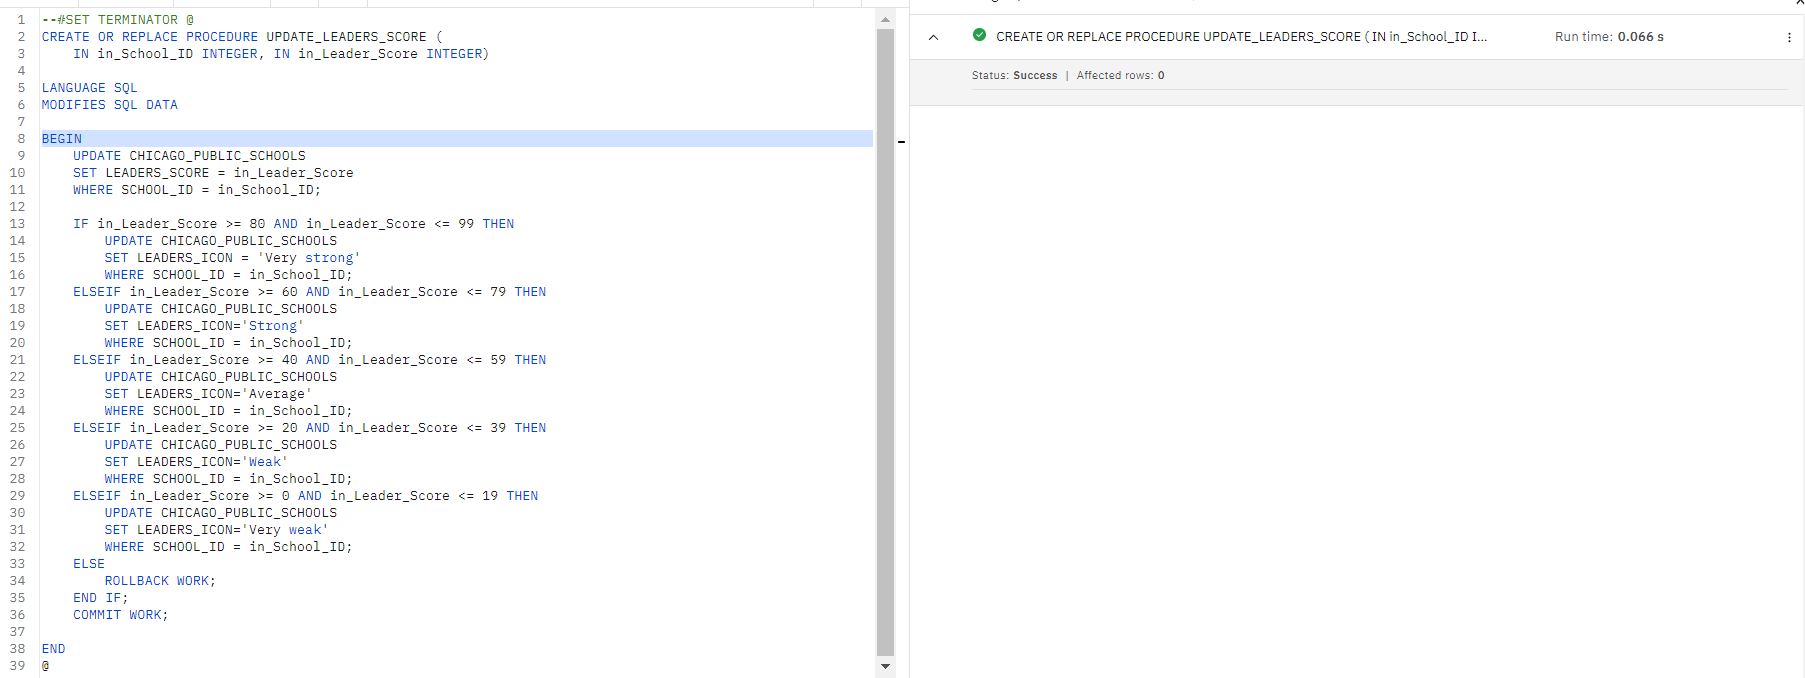 1 --#SET TERMINATOR @
2 CREATE OR REPLACE PROCEDURE UPDATE_LEADERS_SCORE (
3     IN in_School_ID INTEGER, IN in_Leader_Score INTEGER)
4
5 LANGUAGE SQL
6 MODIFIES SQL DATA
7
8 BEGIN
9     UPDATE CHICAGO_PUBLIC_SCHOOLS
10     SET LEADERS_SCORE = in_Leader_Score
11     WHERE SCHOOL_ID = in_School_ID;
12
13     IF in_Leader_Score >= 80 AND in_Leader_Score <= 99 THEN
14         UPDATE CHICAGO_PUBLIC_SCHOOLS
15         SET LEADERS_ICON = 'Very strong'
16         WHERE SCHOOL_ID = in_School_ID;
17     ELSEIF in_Leader_Score >= 60 AND in_Leader_Score <= 79 THEN
18         UPDATE CHICAGO_PUBLIC_SCHOOLS
19         SET LEADERS_ICON='Strong'
20         WHERE SCHOOL_ID = in_School_ID;
21     ELSEIF in_Leader_Score >= 40 AND in_Leader_Score <= 59 THEN
22         UPDATE CHICAGO_PUBLIC_SCHOOLS
23         SET LEADERS_ICON='Average'
24         WHERE SCHOOL_ID = in_School_ID;
25     ELSEIF in_Leader_Score >= 20 AND in_Leader_Score <= 39 THEN
26         UPDATE CHICAGO_PUBLIC_SCHOOLS
27         SET LEADERS_ICON='Weak'
28         WHERE SCHOOL_ID = in_School_ID;
29     ELSEIF in_Leader_Score >= 0 AND in_Leader_Score <= 19 THEN
30         UPDATE CHICAGO_PUBLIC_SCHOOLS
31         SET LEADERS_ICON='Very weak'
32         WHERE SCHOOL_ID = in_School_ID;
33     ELSE
34         ROLLBACK WORK;
35     END IF;
36     COMMIT WORK;
37
38 END
39 @
CREATE OR REPLACE PROCEDURE UPDATE_LEADERS_SCORE ( IN in_School_ID I... Run time: 0.066 s
Status: Success | Affected rows: 0